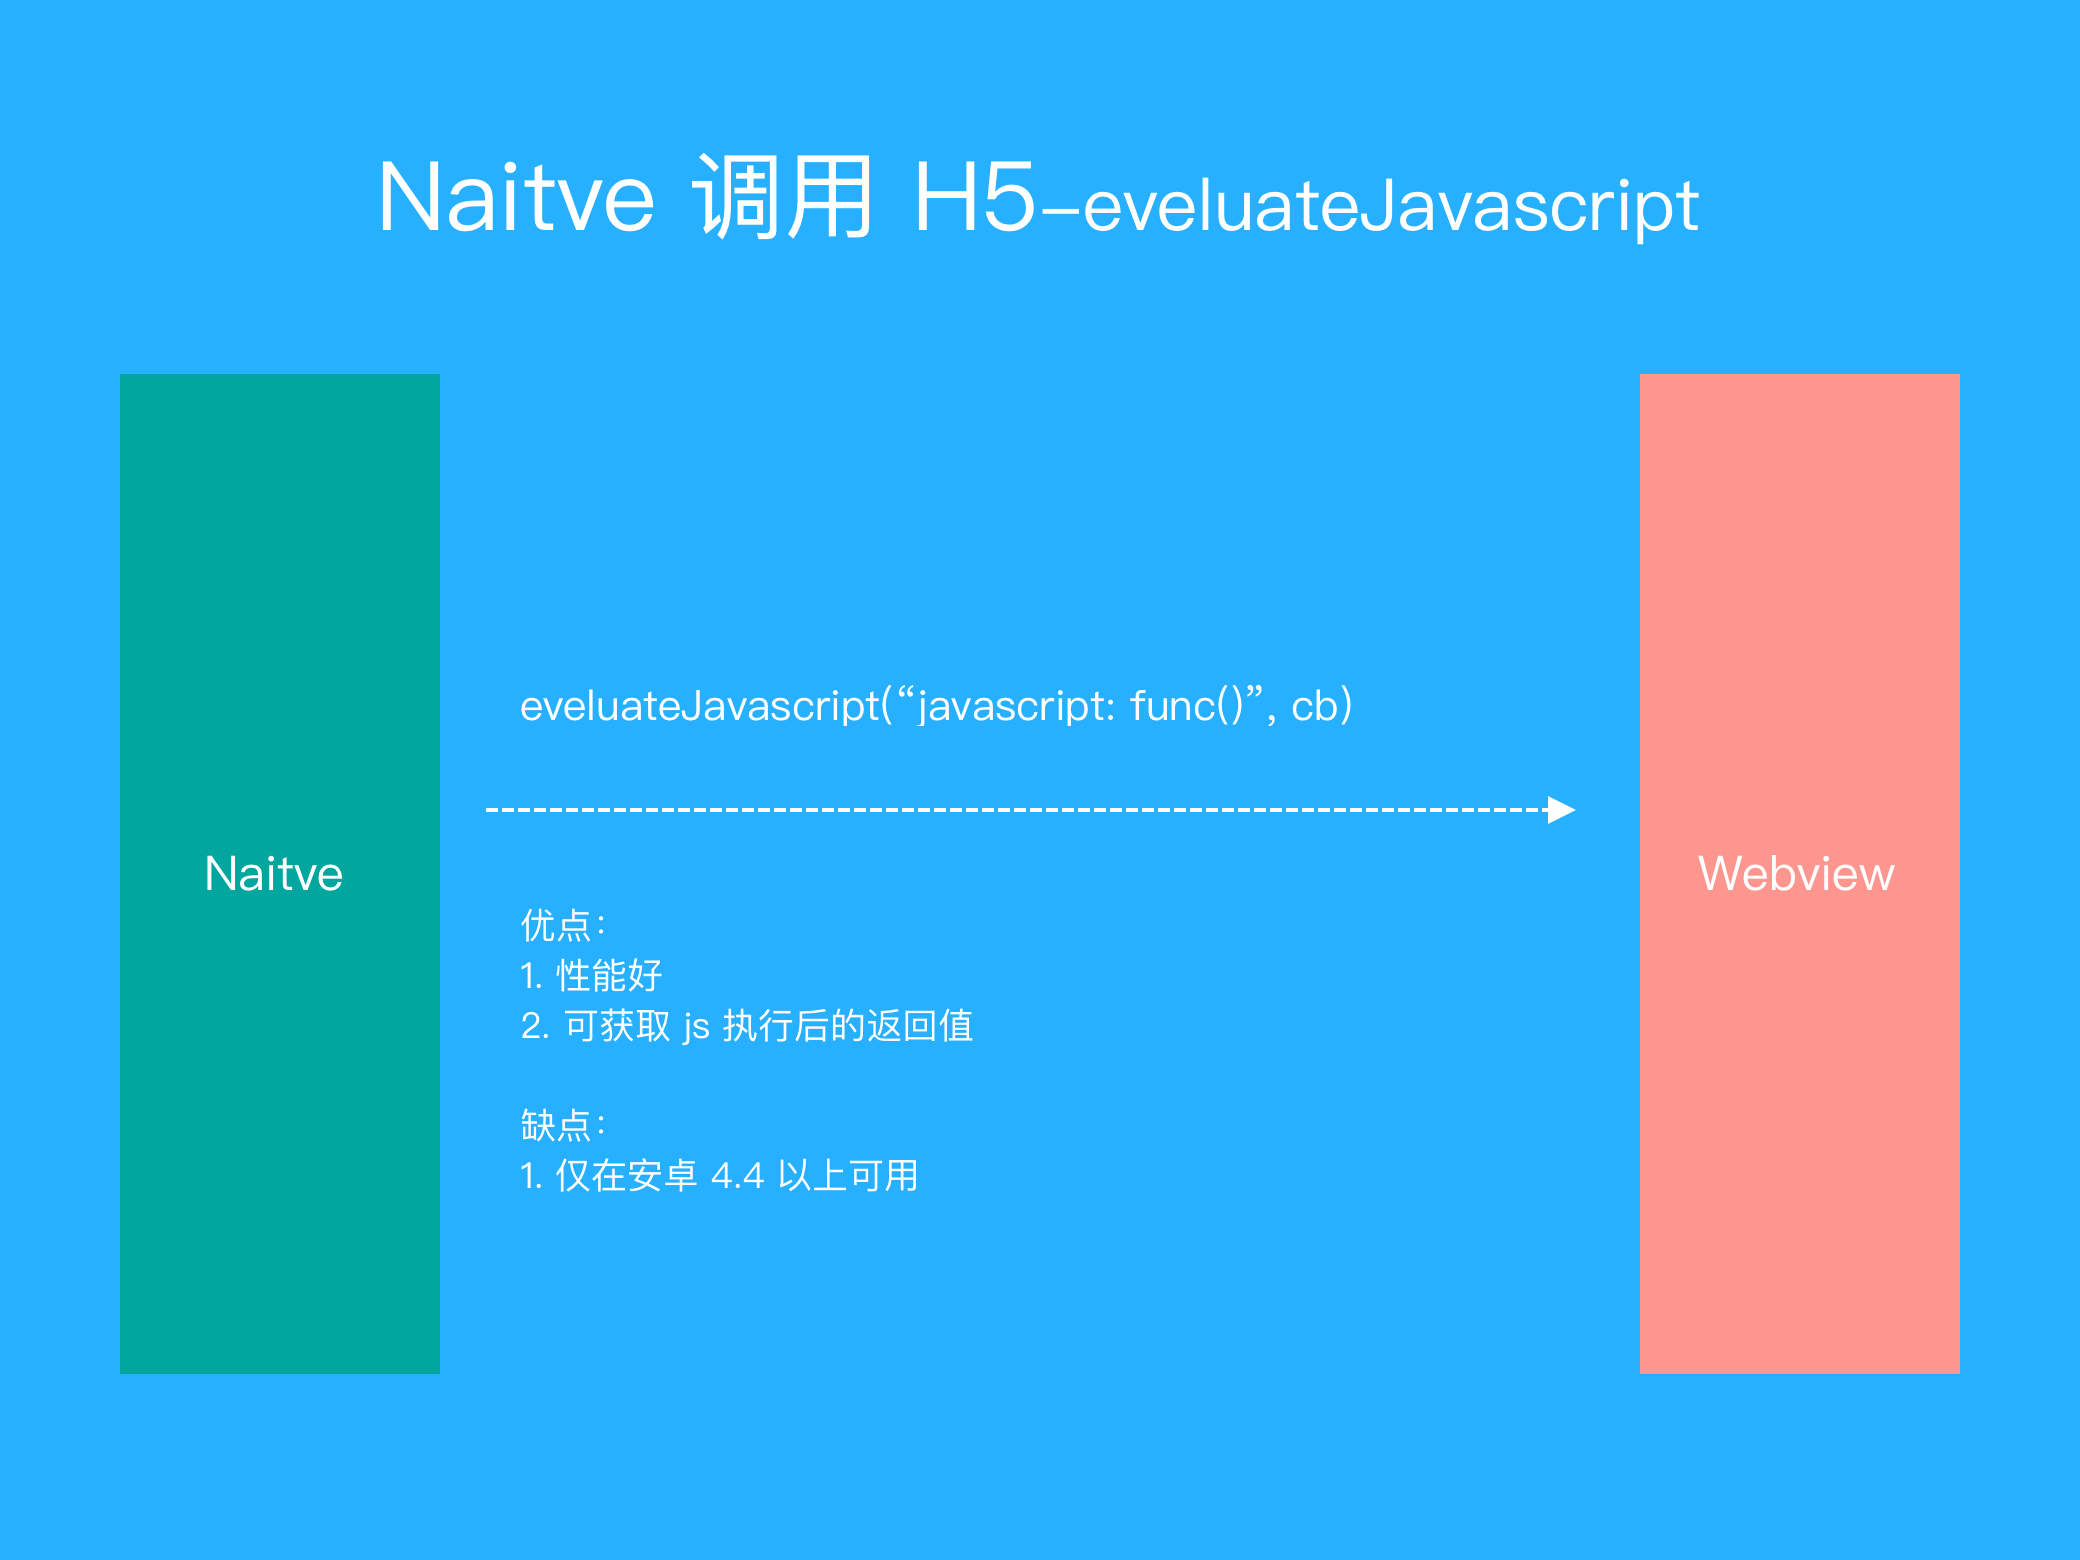 Naitve 调用 H5-eveluateJavascript
eveluateJavascript(“javascript: func()”, cb)
Naitve
Webview
优点：
1. 性能好
2. 可获取 js 执行后的返回值
缺点：
1. 仅在安卓 4.4 以上可用